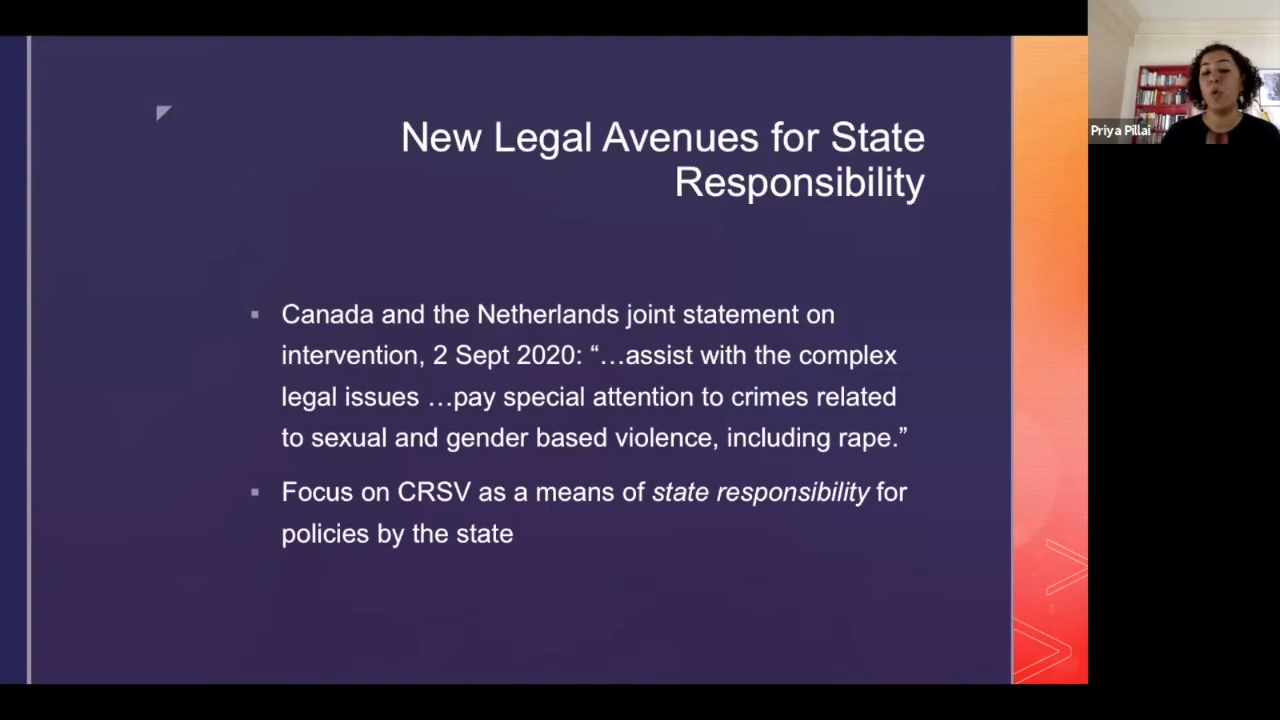 New Legal Avenues for State
Responsibility
Canada and the Netherlands joint statement on
intervention, 2 Sept 2020: “…assist with the complex
legal issues …pay special attention to crimes related
to sexual and gender based violence, including rape.”
Focus on CRSV as a means of state responsibility for
policies by the state
Priya Pillai